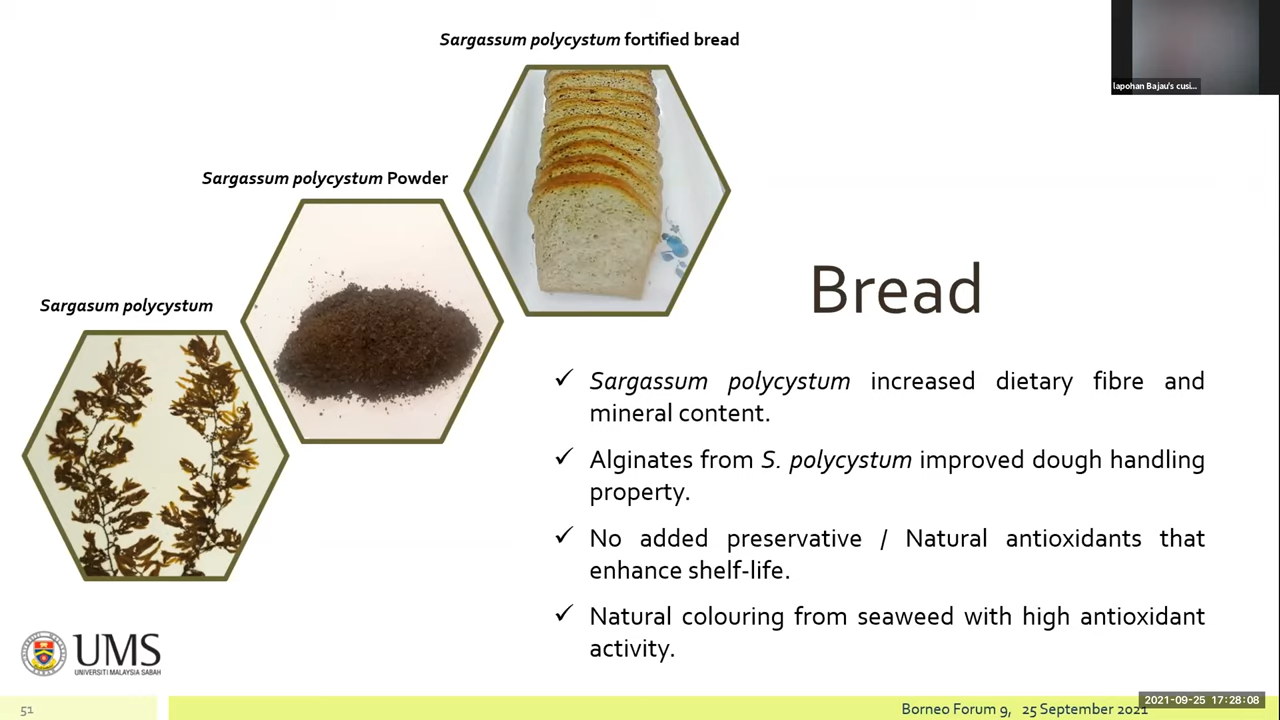 Sargassum polycystum fortified bread
lapohan Bajau's cusi...
Sargassum polycystum Powder
Sargasum polycystum
Bread
✓ Sargassum polycystum increased dietary fibre and
mineral content.
✓ Alginates from S. polycystum improved dough handling
property.
✓ No added preservative / Natural antioxidants that
enhance shelf-life.
✓ Natural colouring from seaweed with high antioxidant
activity.
UMS
UNIVERSITI MALAYSIA SABAH
51
Borneo Forum 9, 25 September 2021
2021-09-25 17:28:08